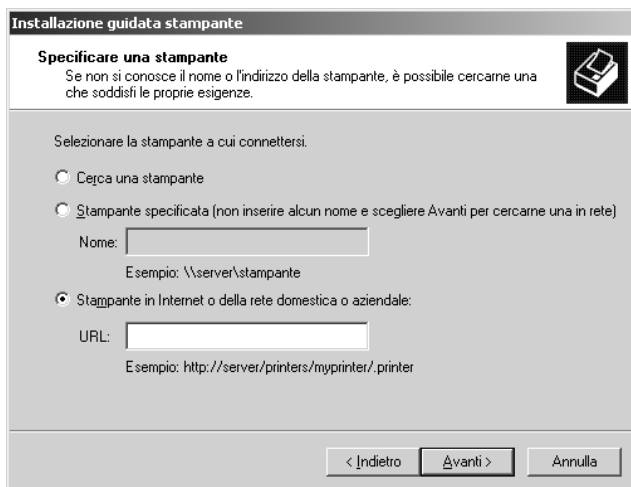 Installazione guidata stampante
Specificare una stampante
Se non si conosce il nome o l'indirizzo della stampante, è possibile cercarne una
che soddisfi le proprie esigenze.
Selezionare la stampante a cui connettersi.
Cerca una stampante
Stampante specificata (non inserire alcun nome e scegliere Avanti per cercarne una in rete)
Nome:
Esempio: \\server\stampante
Stampante in Internet o della rete domestica o aziendale:
URL:
Esempio: http://server/printers/myprinter/.printer
< Indietro
Avanti >
Annulla